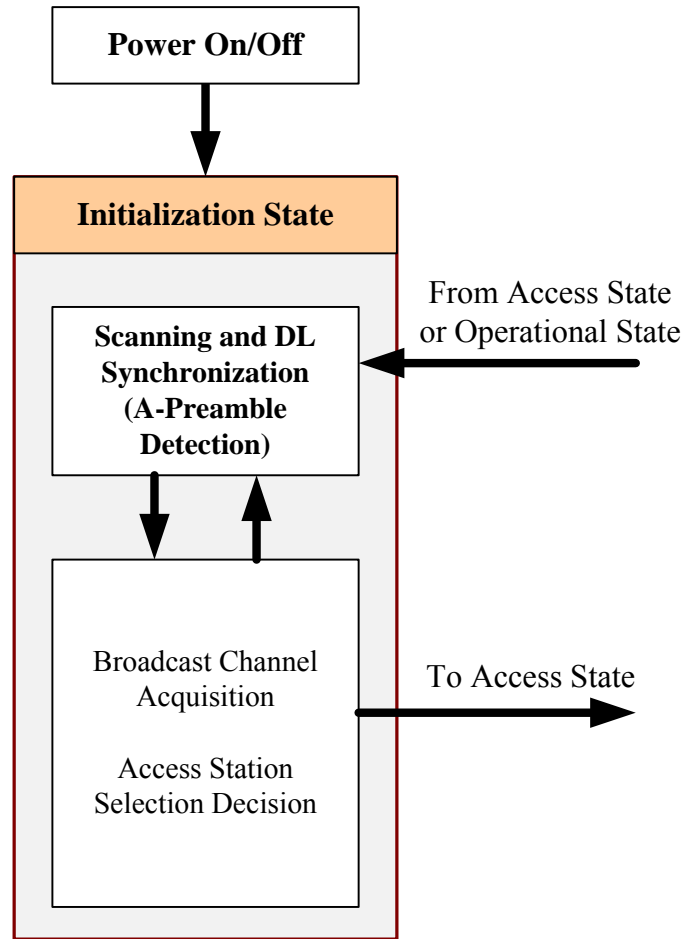 Power On/Off
Initialization State
From Access State
or Operational State
Scanning and DL
Synchronization
(A-Preamble
Detection)
Broadcast Channel
Acquisition
To Access State
Access Station
Selection Decision